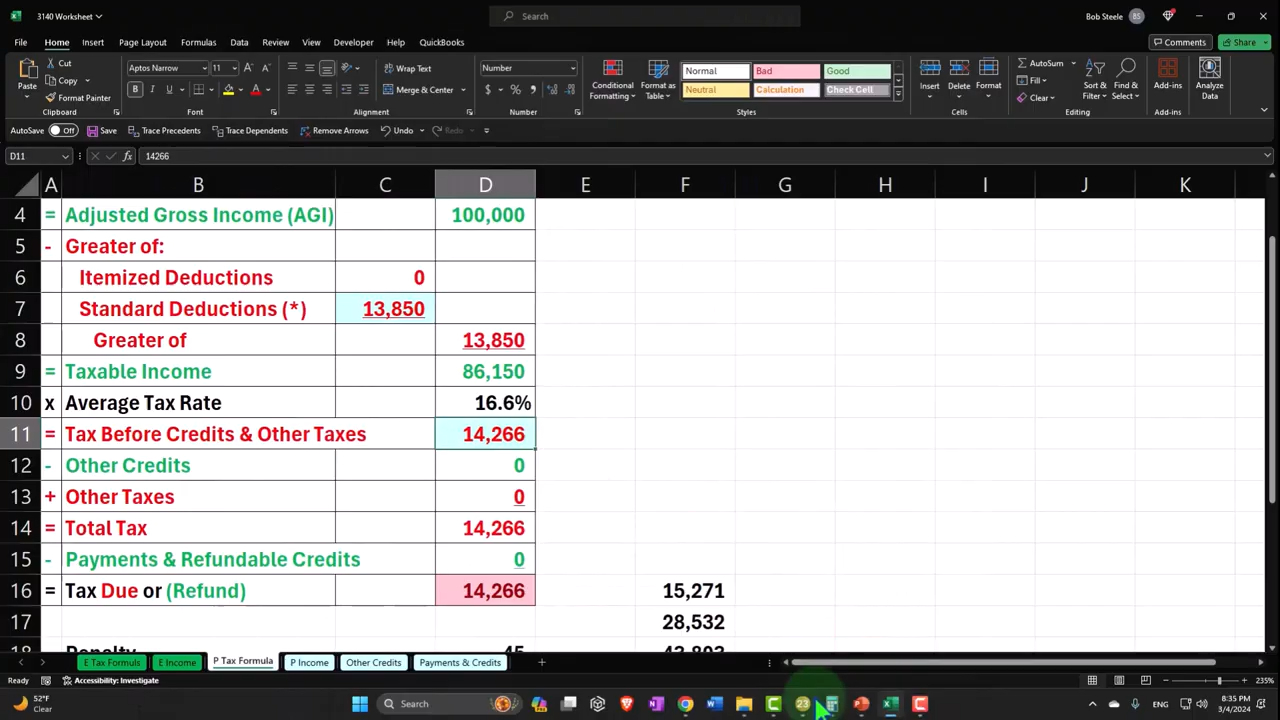 3140 Worksheet
Search
Bob Steele BS
File Home Insert Page Layout Formulas Data Review View Developer Automate Help QuickBooks
Comments Share
Paste
Cut
Copy
Format Painter
Clipboard
Aptos Narrow 11
B I U
Font
Wrap Text
Merge & Center
Alignment
Number
$ % 9
Number
Conditional Formatting
Format as Table
Normal Bad Good
Neutral Calculation Check Cell
Styles
Insert Delete Format
Cells
AutoSum
Fill
Clear
Sort & Filter
Find & Select
Editing
Add-ins
Add-ins
Analyze Data
AutoSave Off Save Trace Precedents Trace Dependents Remove Arrows Undo Redo
D11 fx 14266
A B C D E F G H I J K
4 = Adjusted Gross Income (AGI) 100,000
5 - Greater of:
6 Itemized Deductions 0
7 Standard Deductions (*) 13,850
8 Greater of 13,850
9 = Taxable Income 86,150
10 x Average Tax Rate 16.6%
11 = Tax Before Credits & Other Taxes 14,266
12 - Other Credits 0
13 + Other Taxes 0
14 = Total Tax 14,266
15 - Payments & Refundable Credits 0
16 = Tax Due or (Refund) 14,266 15,271
17 28,532
E Tax Formuls E Income P Tax Formula P Income Other Credits Payments & Credits
Ready Accessibility: Investigate 235%
52°F
Clear
Search
23
8:35 PM
3/4/2024